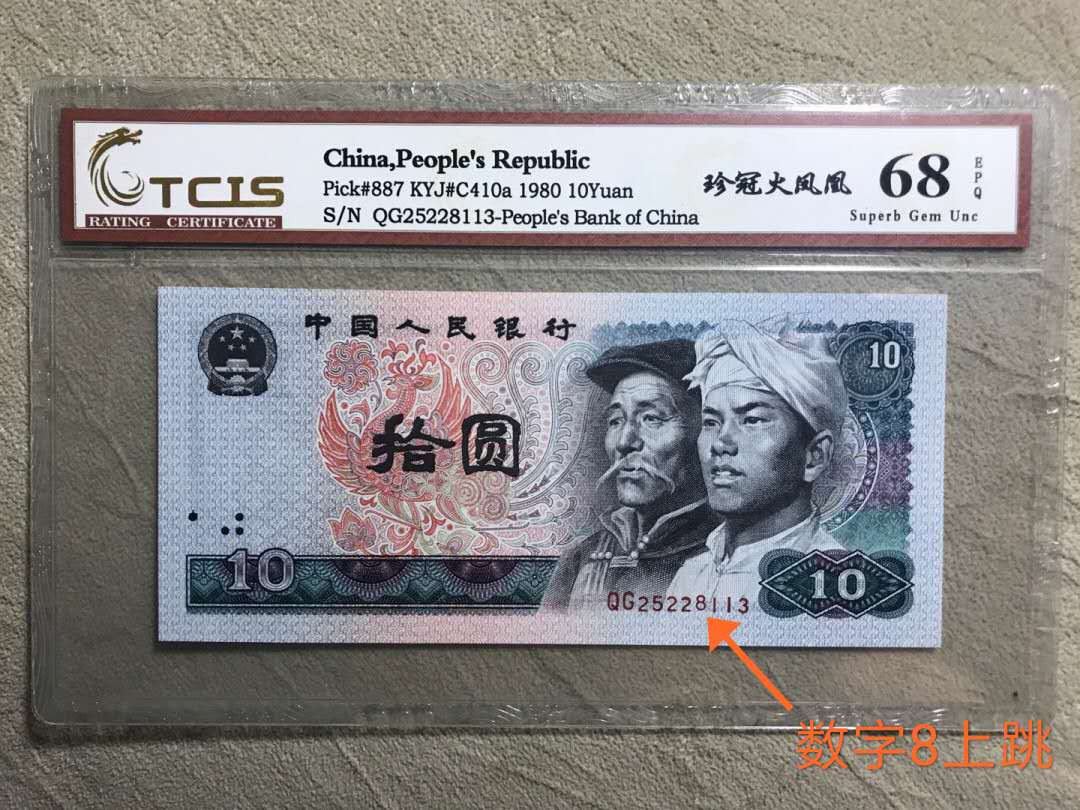 TCIS
RATING CERTIFICATE
China,People's Republic
Pick#887 KYJ#C410a 1980 10Yuan
S/N QG25228113-People's Bank of China
珍冠火凤凰
68
EPQ
Superb Gem Unc
中国人民银行
10
拾圆
10
QG25228113
10
数字8上跳